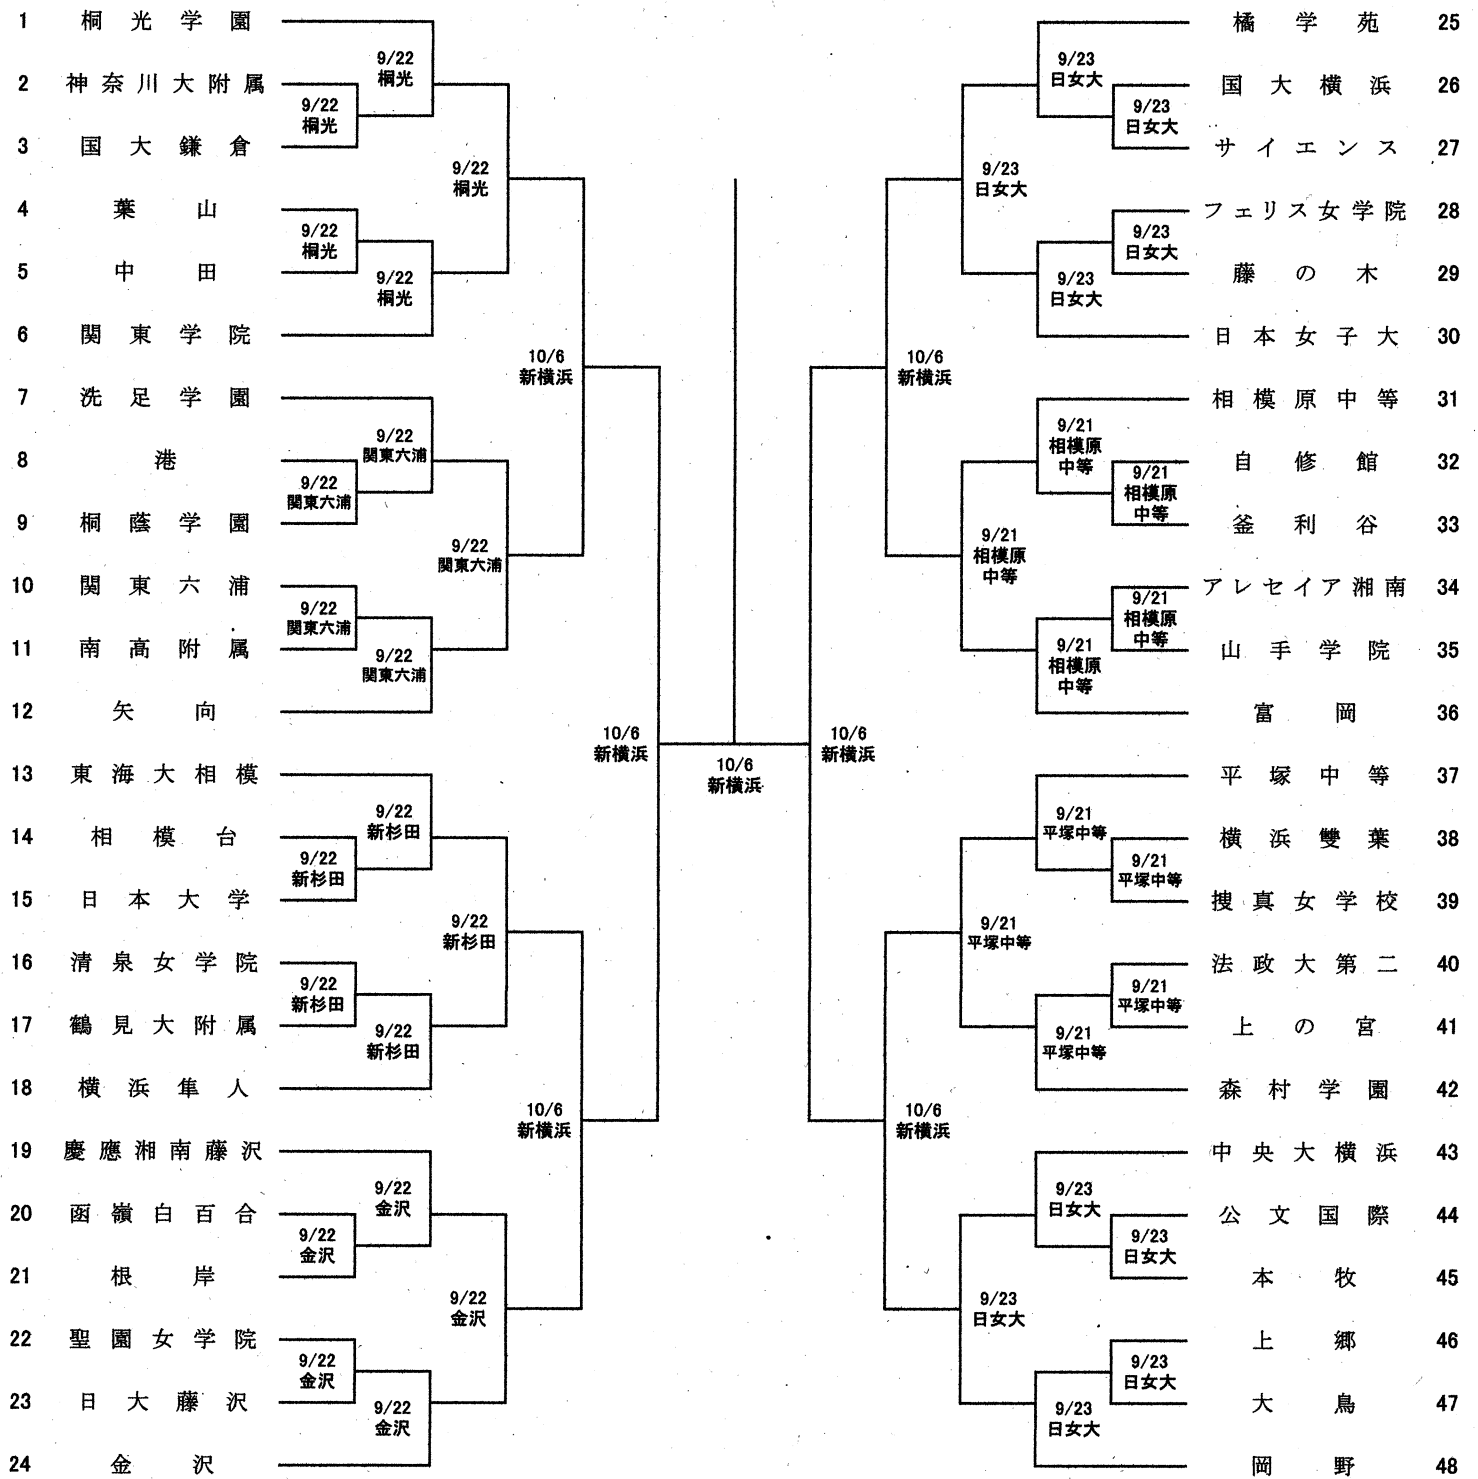 1 桐光学園
2 神奈川大附属
3 国大鎌倉
4 葉山
5 中田
6 関東学院
7 洗足学園
8 港
9 桐蔭学園
10 関東六浦
11 南高附属
12 矢向
13 東海大相模
14 相模台
15 日本大学
16 清泉女学院
17 鶴見大附属
18 横浜隼人
19 慶應湘南藤沢
20 函嶺白百合
21 根岸
22 聖園女学院
23 日大藤沢
24 金沢
9/22
桐光
9/22
桐光
9/22
桐光
9/22
桐光
9/22
桐光
9/22
関東六浦
9/22
関東六浦
9/22
関東六浦
9/22
関東六浦
9/22
関東六浦
9/22
新杉田
9/22
新杉田
9/22
新杉田
9/22
新杉田
9/22
新杉田
9/22
金沢
9/22
金沢
9/22
金沢
9/22
金沢
9/22
金沢
10/6
新横浜
10/6
新横浜
10/6
新横浜
10/6
新横浜
10/6
新横浜
10/6
新横浜
10/6
新横浜
9/23
日女大
9/23
日女大
9/23
日女大
9/23
日女大
9/23
日女大
9/21
相模原
中等
9/21
相模原
中等
9/21
相模原
中等
9/21
相模原
中等
9/21
相模原
中等
9/21
平塚中等
9/21
平塚中等
9/21
平塚中等
9/21
平塚中等
9/21
平塚中等
9/23
日女大
9/23
日女大
9/23
日女大
9/23
日女大
9/23
日女大
橘学苑 25
国大横浜 26
サイエンス 27
フェリス女学院 28
藤の木 29
日本女子大 30
相模原中等 31
自修館 32
釜利谷 33
アレセイア湘南 34
山手学院 35
富岡 36
平塚中等 37
横浜雙葉 38
捜真女学校 39
法政大第二 40
上の宮 41
森村学園 42
中央大横浜 43
公文国際 44
本牧 45
上郷 46
大鳥 47
岡野 48